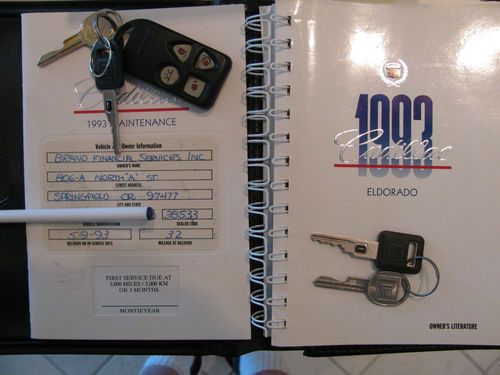 Cadillac
1993 MAINTENANCE
Vehicle Owner Information
BRAND FINANCIAL SERVICES INC
OWNER'S NAME
806-A NORTH "A" ST
STREET ADDRESS
SPRINGFIELD OR 97477
CITY AND STATE
38533
VEHICLE IDENTIFICATION
DEALER CODE
5-9-93
32
DELIVERY OR IN SERVICE DATE
MILEAGE AT DELIVERY
FIRST SERVICE DUE AT
3,000 MILES / 5,000 KM
OR 3 MONTHS
MONTH/YEAR
1993
Cadillac
ELDORADO
OWNER'S LITERATURE